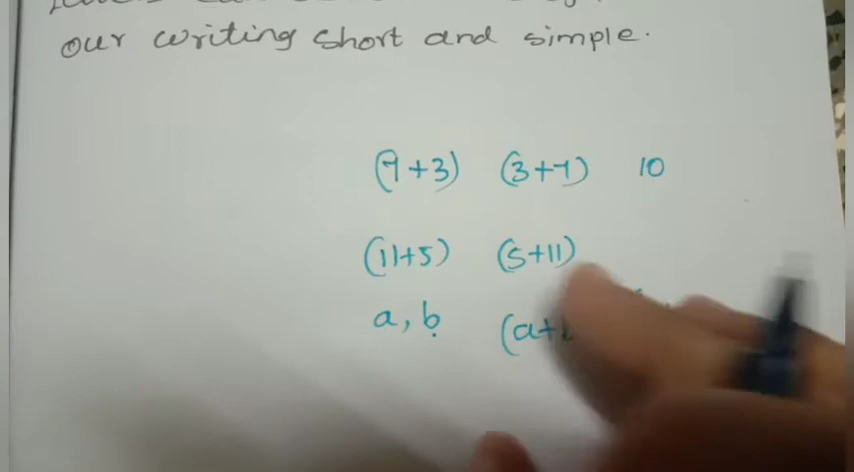 our writing short and simple.
(7+3) (3+7) 10
(11+5) (5+11)
a, b (a+